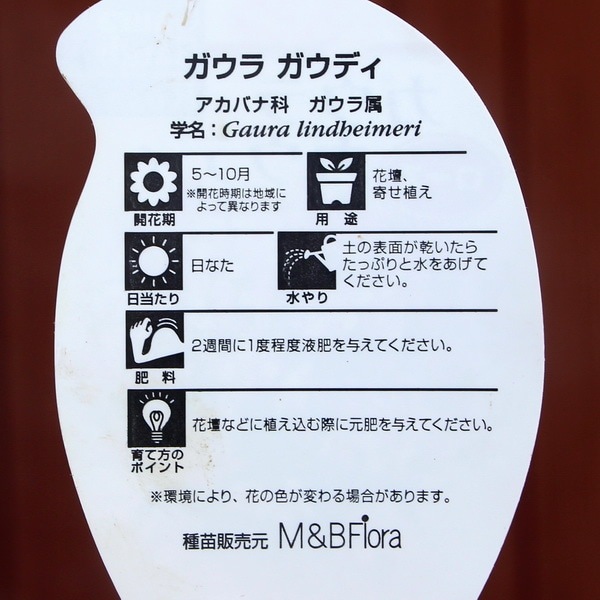 ガウラ ガウディ
アカバナ科　ガウラ属
学名：Gaura lindheimeri
5〜10月
※開花時期は地域に
よって異なります
開花期
花壇、
寄せ植え
用 途
日なた
日当たり
土の表面が乾いたら
たっぷりと水をあげて
ください。
水やり
2週間に1度程度液肥を与えてください。
肥 料
花壇などに植え込む際に元肥を与えてください。
育て方の
ポイント
※環境により、花の色が変わる場合があります。
種苗販売元 M&BFlora